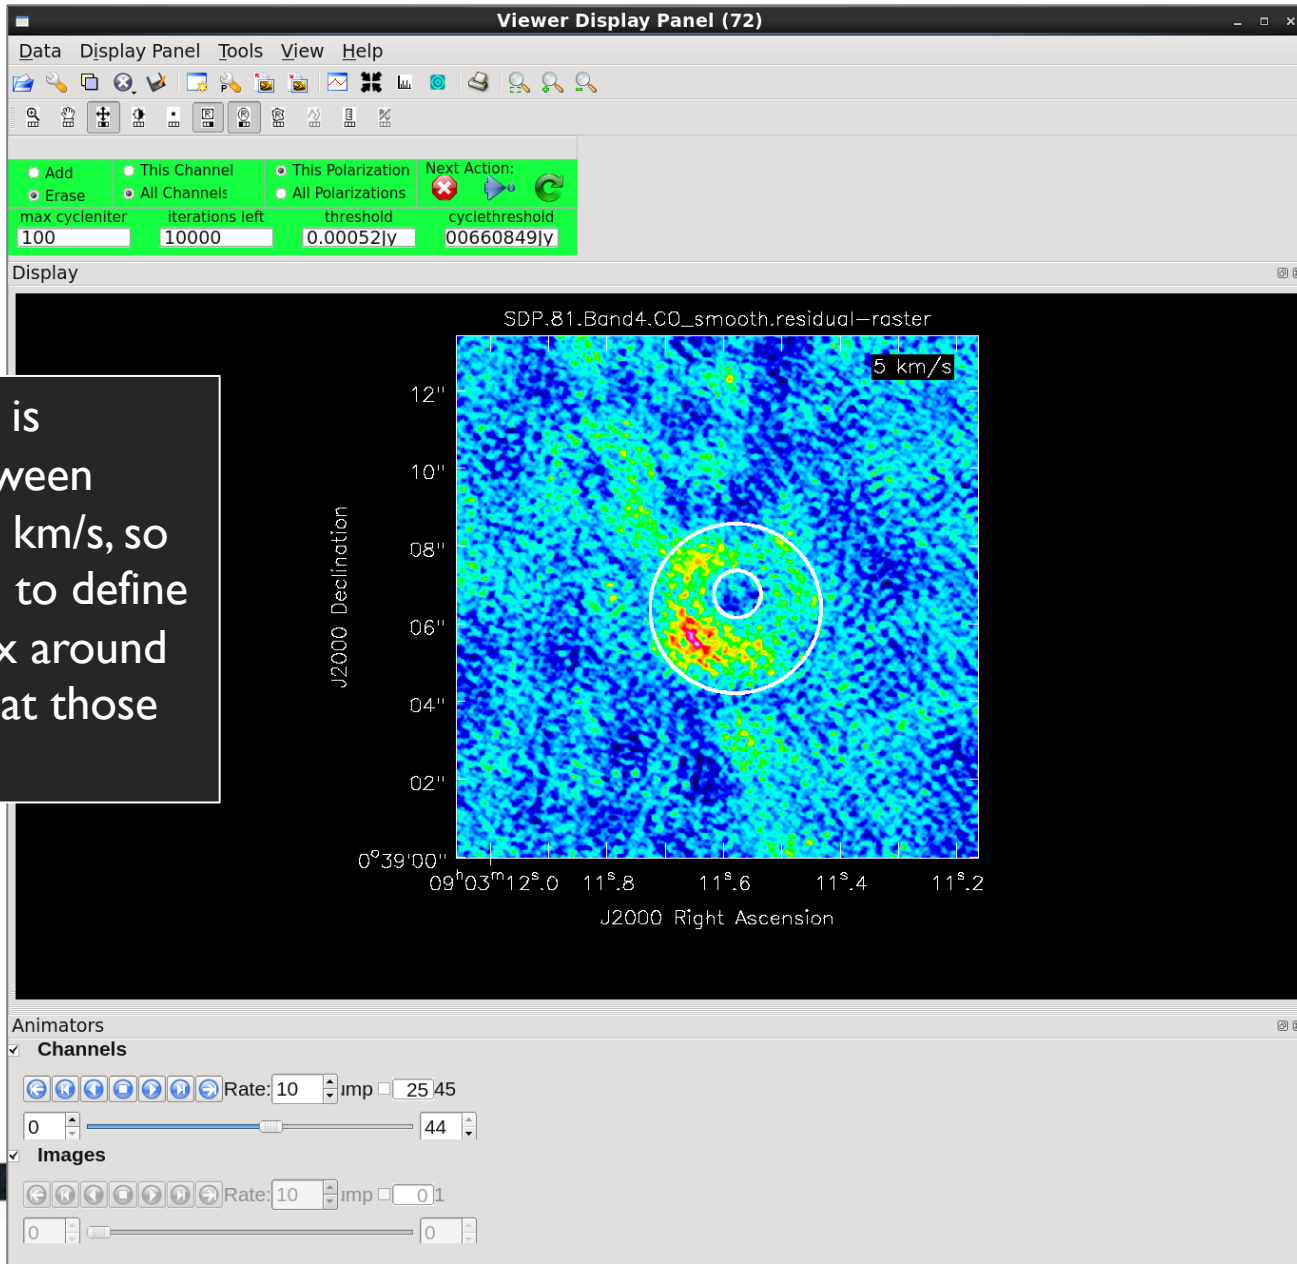 Viewer Display Panel (72)
Data Display Panel Tools View Help
Add This Channel This Polarization Next Action:
Erase All Channels All Polarizations
max cycleniter iterations left threshold cyclethreshold
100 10000 0.00052Jy 00660849Jy
Display
SDP.81.Band4.CO_smooth.residual-raster
5 km/s
is
ween
km/s, so
to define
x around
at those
J2000 Declination
12"
10"
08"
06"
04"
02"
0°39'00"
09h03m12s.0 11s.8 11s.6 11s.4 11s.2
J2000 Right Ascension
Animators
Channels
Rate: 10 ump 25 45
0 44
Images
Rate: 10 ump 0 1
0 0